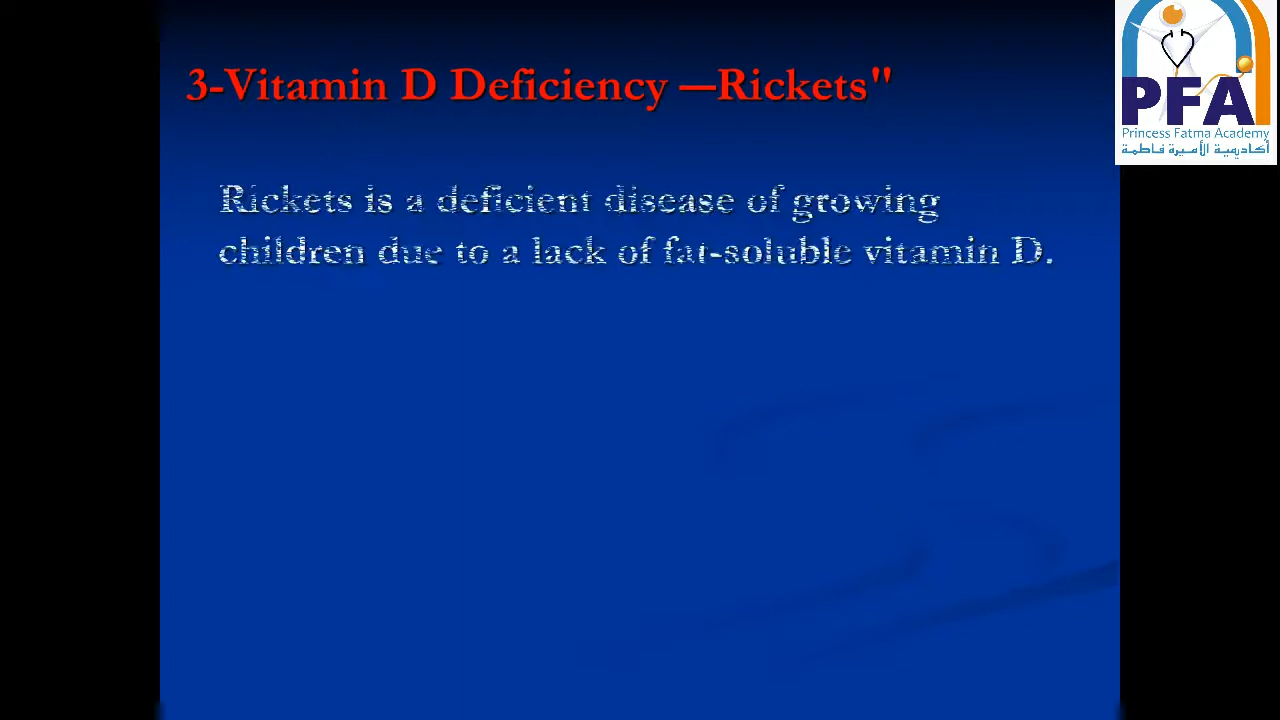 3-Vitamin D Deficiency —Rickets"
Rickets is a deficient disease of growing
children due to a lack of fat-soluble vitamin D.
PFA
Princess Fatma Academy
أكاديمية الأميرة فاطمة